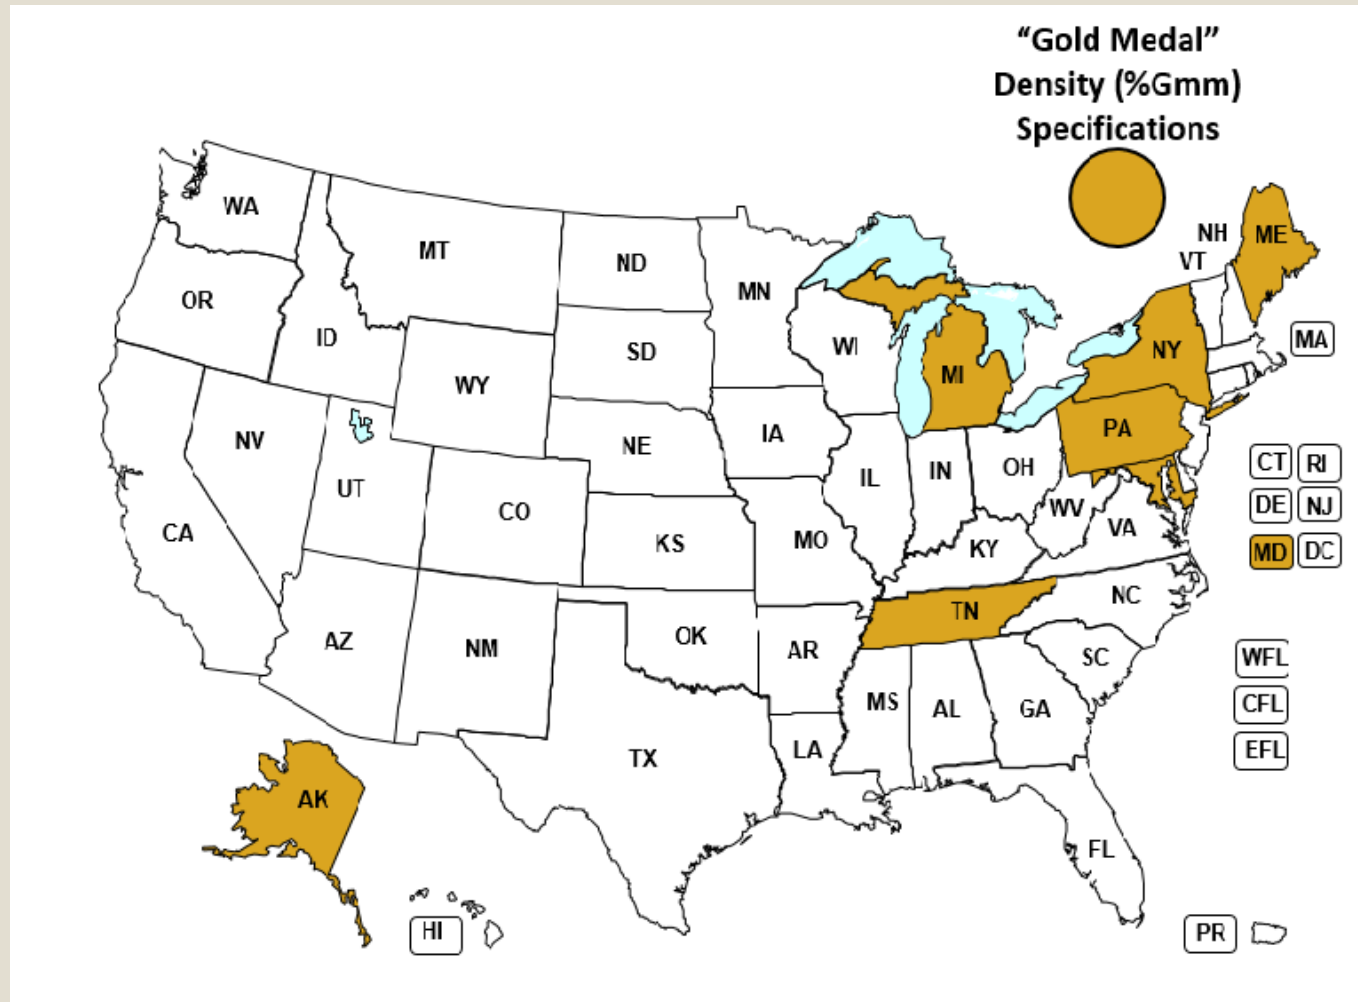 “Gold Medal”
Density (%Gmm)
Specifications
WA
MT
ND
MN
NH
ME
VT
OR
ID
SD
WI
MI
NY
MA
WY
NV
UT
CO
NE
IA
IL
IN
OH
PA
CT RI
DE NJ
MD DC
CA
KS
MO
WV
VA
KY
AZ
NM
OK
AR
TN
NC
SC
WFL
CFL
EFL
MS
AL
GA
TX
LA
AK
FL
HI
PR